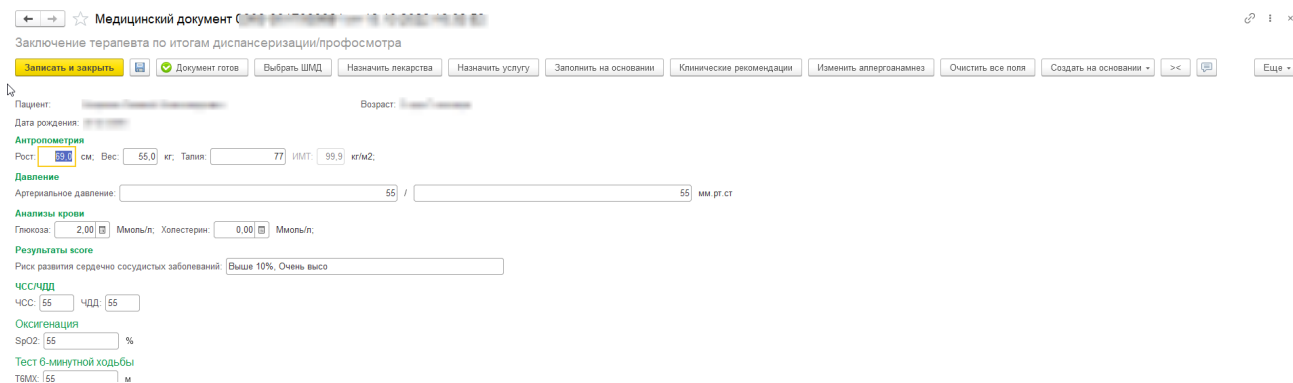 Медицинский документ
Заключение терапевта по итогам диспансеризации/профосмотра
Записать и закрыть Документ готов Выбрать ШМД Назначить лекарства Назначить услугу Заполнить на основании Клинические рекомендации Изменить аллергоанамнез Очистить все поля Создать на основании >< Еще
Пациент: Возраст:
Дата рождения:
Антропометрия
Рост: 69,0 см; Вес: 55,0 кг; Талия: 77 ИМТ: 99,9 кг/м2;
Давление
Артериальное давление: 55 / 55 мм.рт.ст
Анализы крови
Глюкоза: 2,00 Ммоль/л; Холестерин: 0,00 Ммоль/л;
Результаты score
Риск развития сердечно сосудистых заболеваний: Выше 10%, Очень высо
ЧСС/ЧДД
ЧСС: 55 ЧДД: 55
Оксигенация
SpO2: 55 %
Тест 6-минутной ходьбы
Т6МХ: 55 м